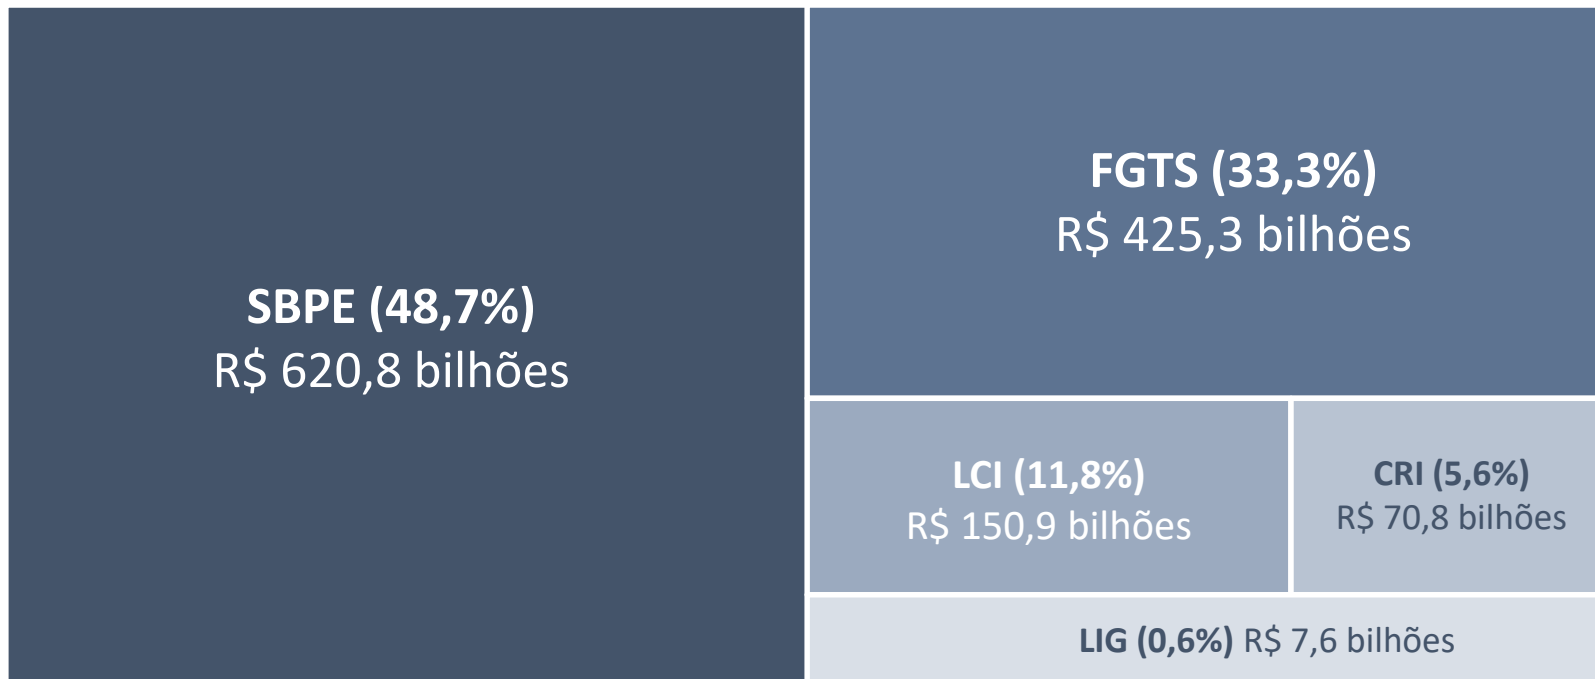 SBPE (48,7%)
R$ 620,8 bilhões
FGTS (33,3%)
R$ 425,3 bilhões
LCI (11,8%)
R$ 150,9 bilhões
CRI (5,6%)
R$ 70,8 bilhões
LIG (0,6%) R$ 7,6 bilhões